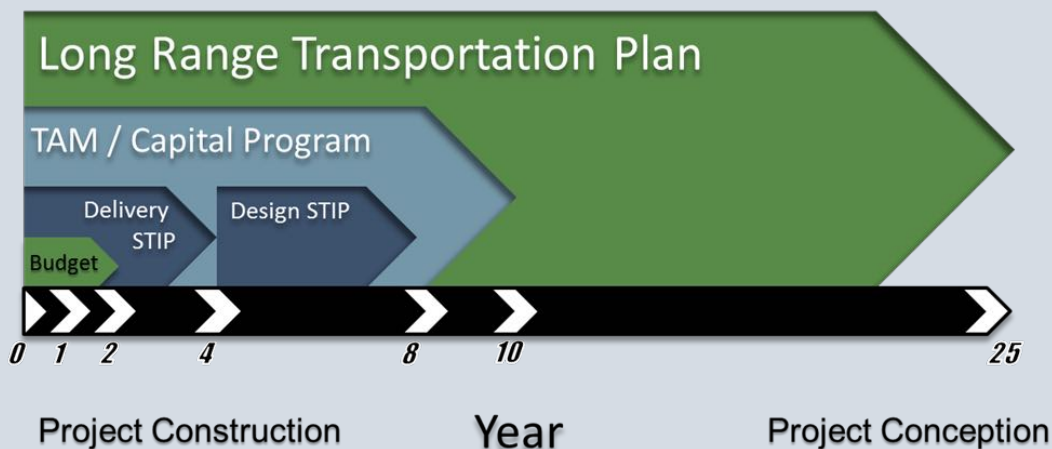 Long Range Transportation Plan
TAM / Capital Program
Delivery
STIP
Design STIP
Budget
0 1 2 4 8 10 25
Project Construction Year Project Conception